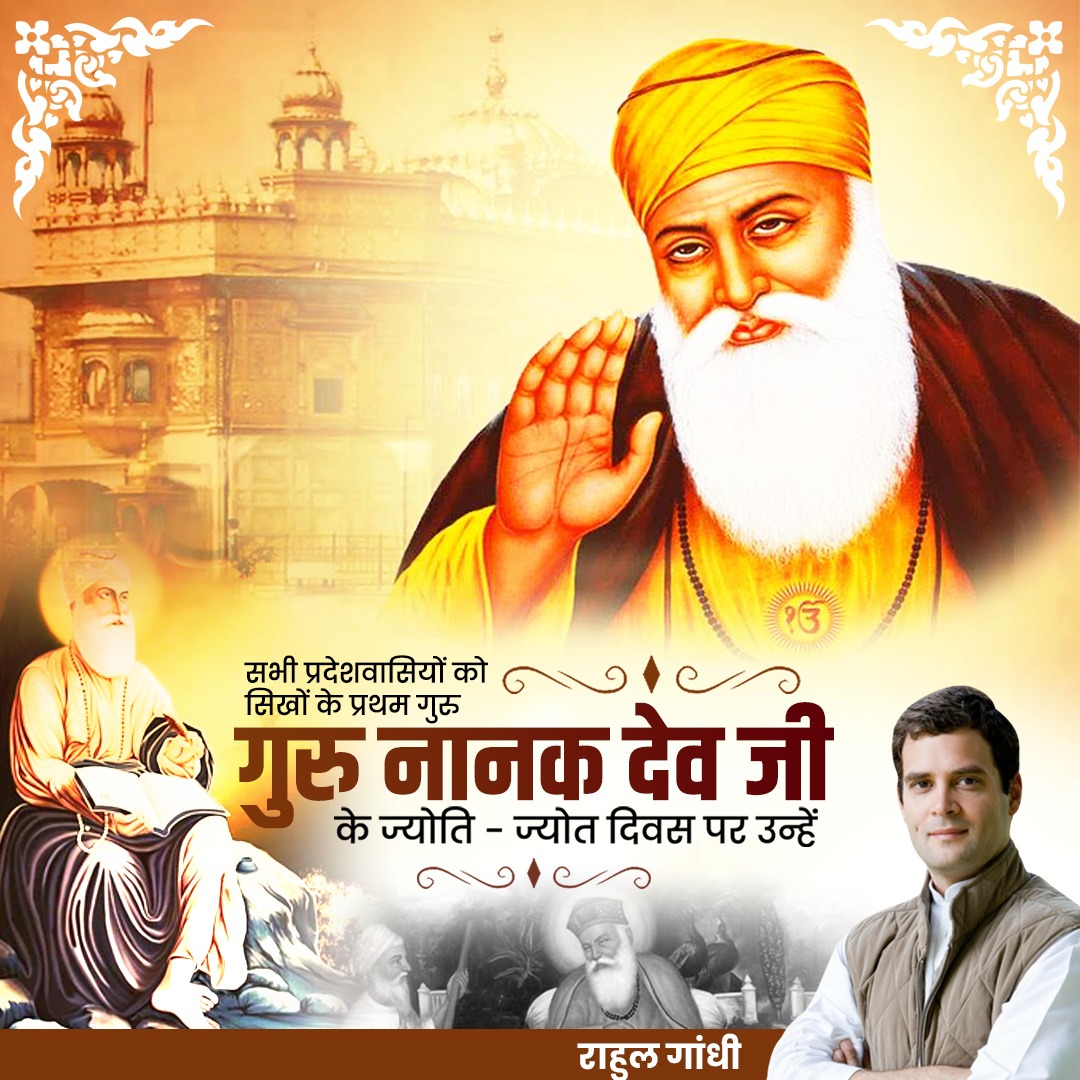 ੴ
सभी प्रदेशवासियों को
सिखों के प्रथम गुरु
गुरु नानक देव जी
के ज्योति - ज्योत दिवस पर उन्हें
राहुल गांधी